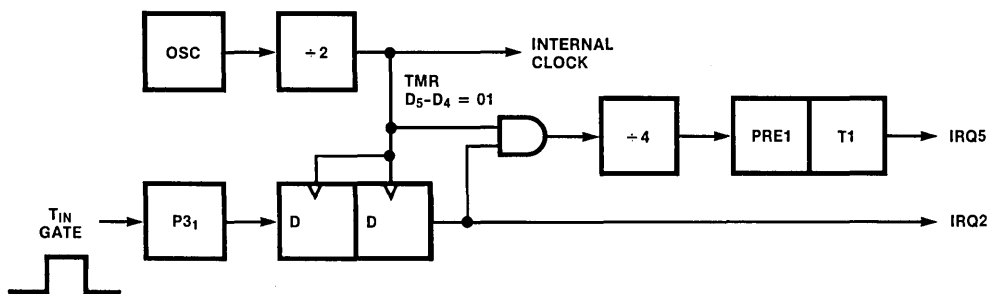 OSC
÷2
INTERNAL
CLOCK
TMR
D₅-D₄ = 01
÷4
PRE1
T1
IRQ5
TIN
GATE
P3₁
D
D
IRQ2